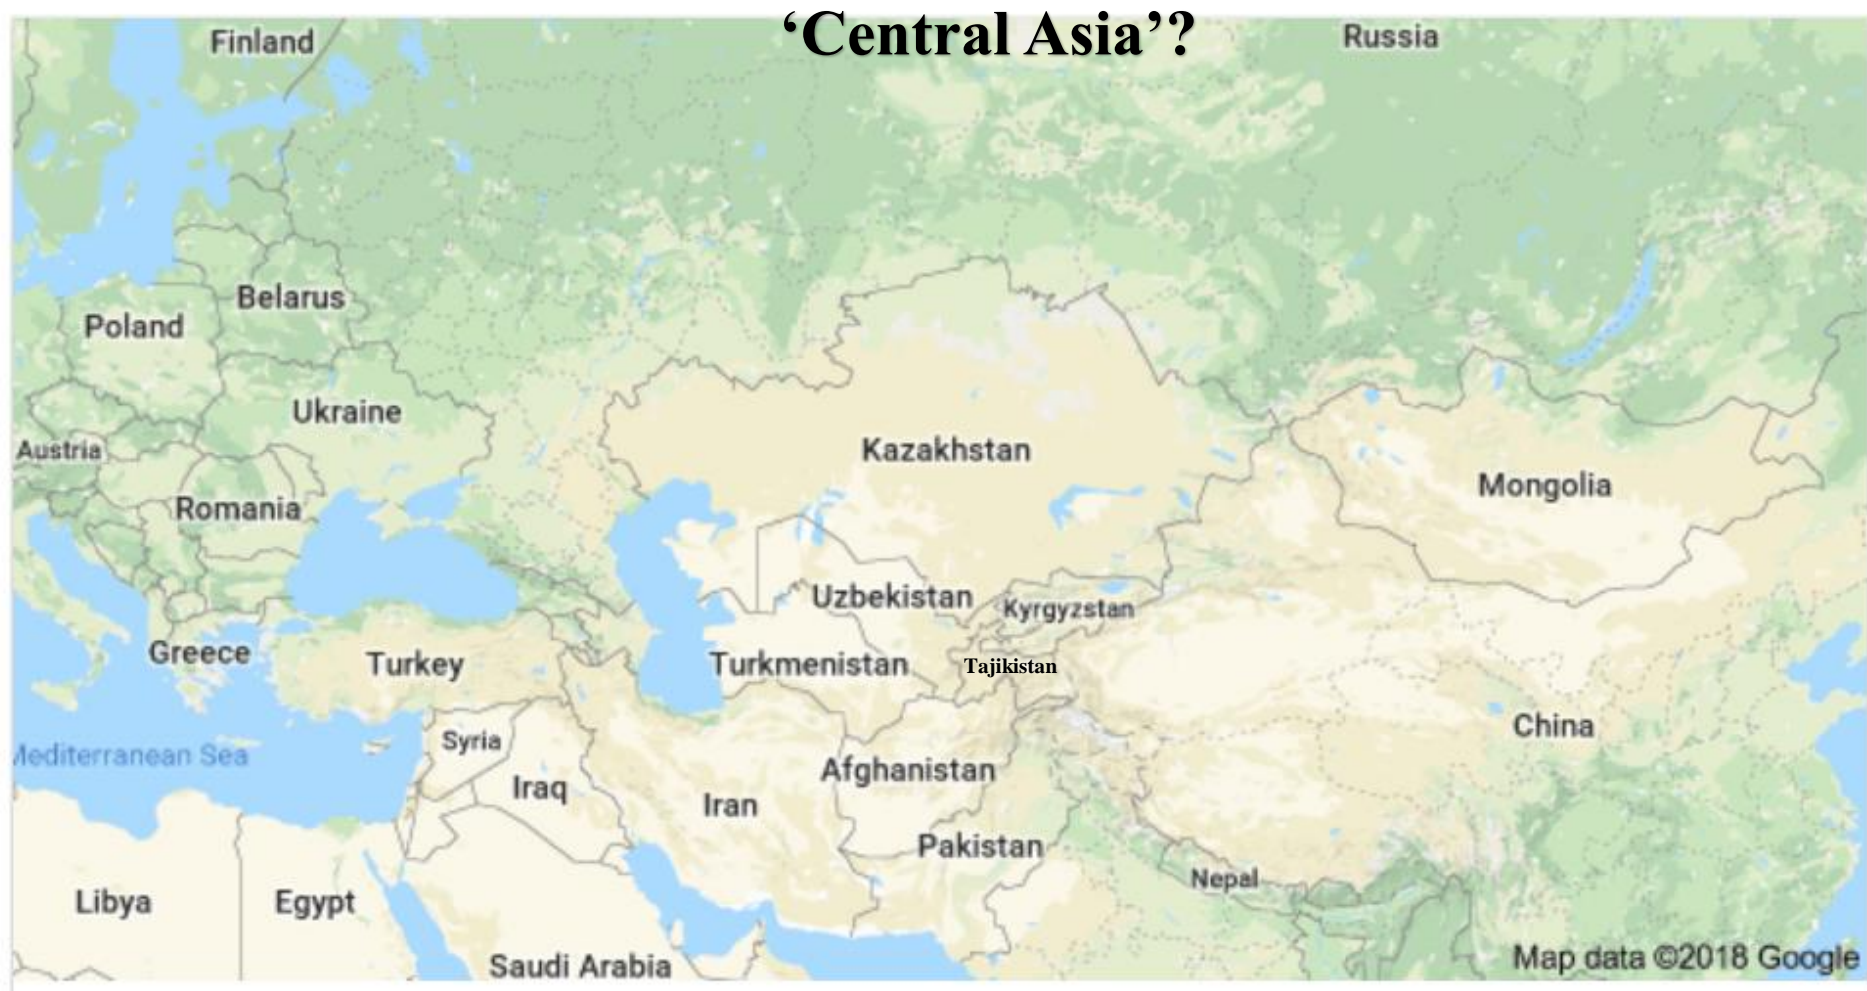 ‘Central Asia’?
Finland
Russia
Belarus
Poland
Ukraine
Austria
Kazakhstan
Mongolia
Romania
Uzbekistan
Kyrgyzstan
Greece
Turkey
Turkmenistan
Tajikistan
China
Syria
Mediterranean Sea
Afghanistan
Iraq
Iran
Pakistan
Nepal
Libya
Egypt
Saudi Arabia
Map data ©2018 Google